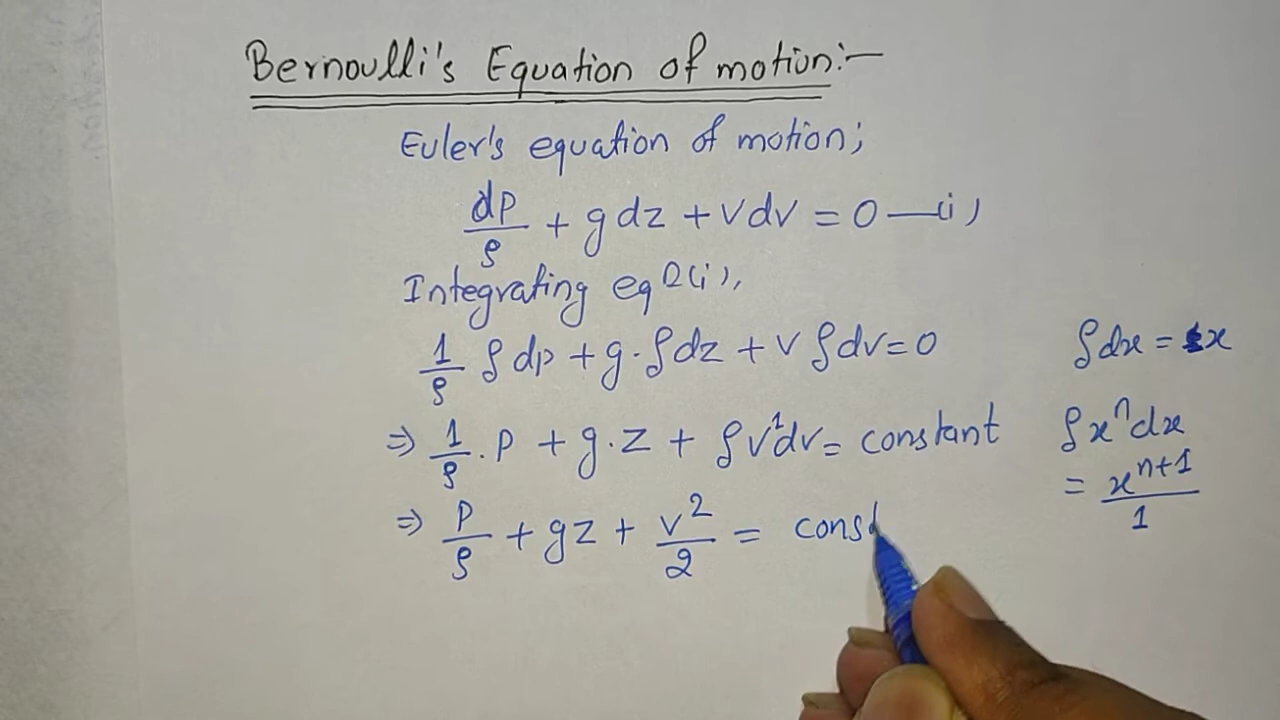 Bernoulli's Equation of motion:-
Euler's equation of motion;
dp/ρ + g dz + v dv = 0 —(i)
Integrating eqn(i),
1/ρ ∫dp + g.∫dz + v∫dv = 0
⇒ 1/ρ . p + g.z + ∫v¹dv = constant
⇒ p/ρ + gz + v²/2 = const
∫dx = x
∫xⁿdx
= xⁿ⁺¹/1